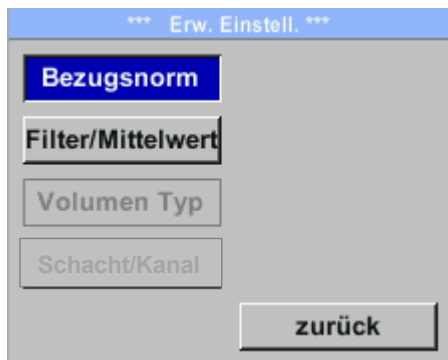 *** Erw. Einstell. ***
Bezugsnorm
Filter/Mittelwert
Volumen Typ
Schacht/Kanal
zurück